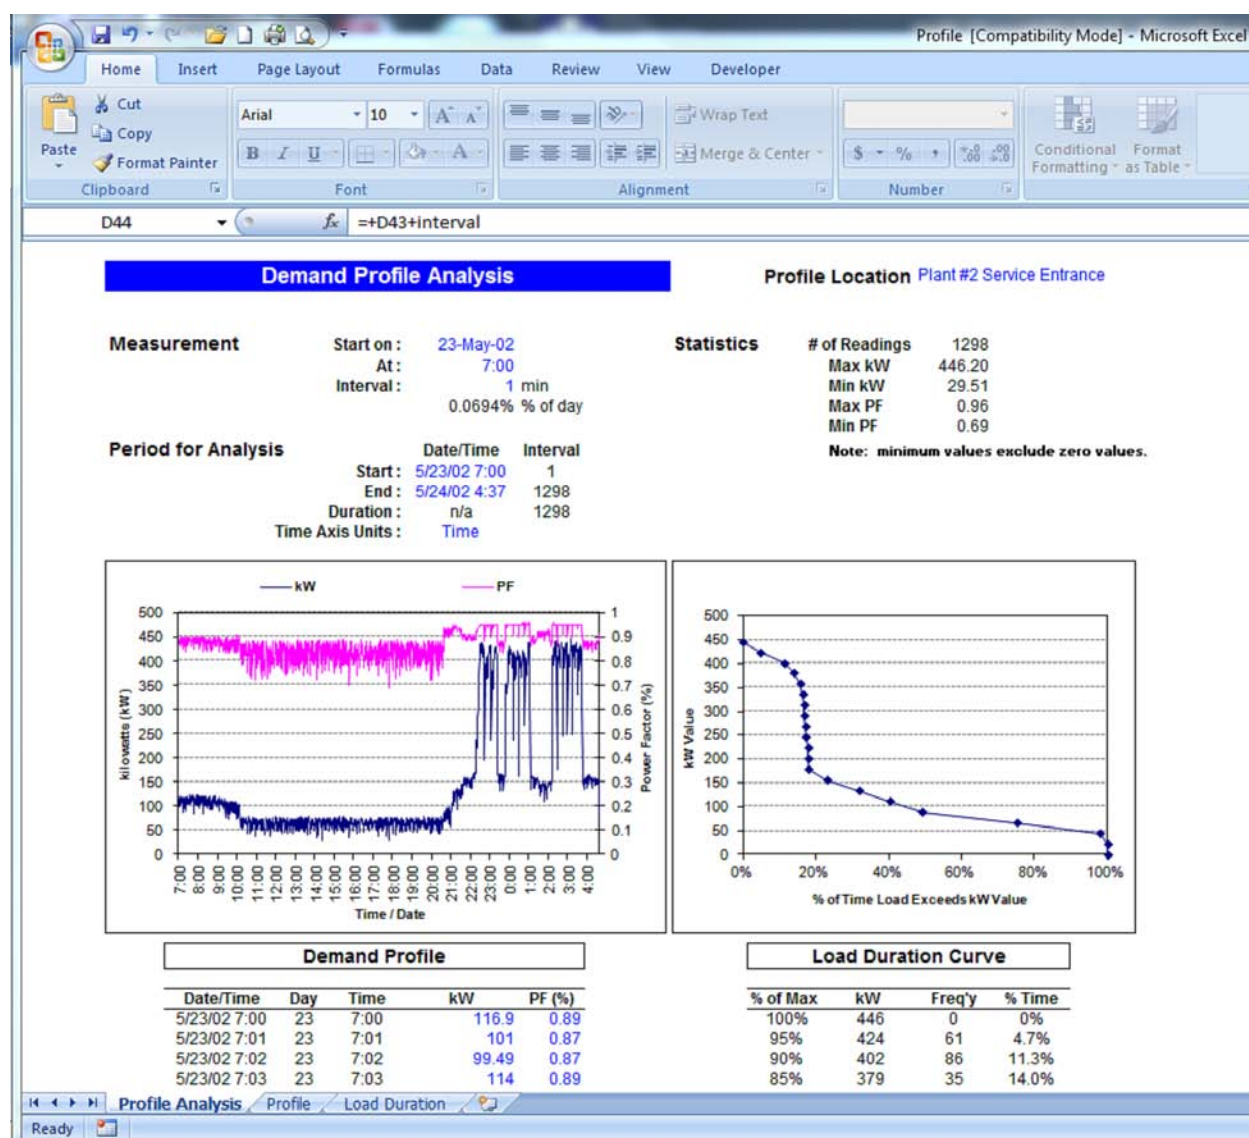 Profile [Compatibility Mode] - Microsoft Excel
Home Insert Page Layout Formulas Data Review View Developer
Cut
Copy
Format Painter
Paste
Arial 10 A A
B I U A
Wrap Text
Merge & Center
$ % , .0 .00 .00 .0
Conditional Formatting
Format as Table
Clipboard Font Alignment Number
D44 fx =+D43+interval
Demand Profile Analysis
Profile Location Plant #2 Service Entrance
Measurement Start on : 23-May-02
At : 7:00
Interval : 1 min
0.0694% % of day
Statistics # of Readings 1298
Max kW 446.20
Min kW 29.51
Max PF 0.96
Min PF 0.69
Note: minimum values exclude zero values.
Period for Analysis Date/Time Interval
Start : 5/23/02 7:00 1
End : 5/24/02 4:37 1298
Duration : n/a 1298
Time Axis Units : Time
kW PF
500
450
400
350
300
250
200
150
100
50
0
kilowatts (kW)
1
0.9
0.8
0.7
0.6
0.5
0.4
0.3
0.2
0.1
0
Power Factor (%)
7:00 8:00 9:00 10:00 11:00 12:00 13:00 14:00 15:00 16:00 17:00 18:00 19:00 20:00 21:00 22:00 23:00 0:00 1:00 2:00 3:00 4:00
Time / Date
500
450
400
350
300
250
200
150
100
50
0
kW Value
0% 20% 40% 60% 80% 100%
% of Time Load Exceeds kW Value
Demand Profile
Date/Time Day Time kW PF (%)
5/23/02 7:00 23 7:00 116.9 0.89
5/23/02 7:01 23 7:01 101 0.87
5/23/02 7:02 23 7:02 99.49 0.87
5/23/02 7:03 23 7:03 114 0.89
Load Duration Curve
% of Max kW Freq'y % Time
100% 446 0 0%
95% 424 61 4.7%
90% 402 86 11.3%
85% 379 35 14.0%
Profile Analysis Profile Load Duration
Ready